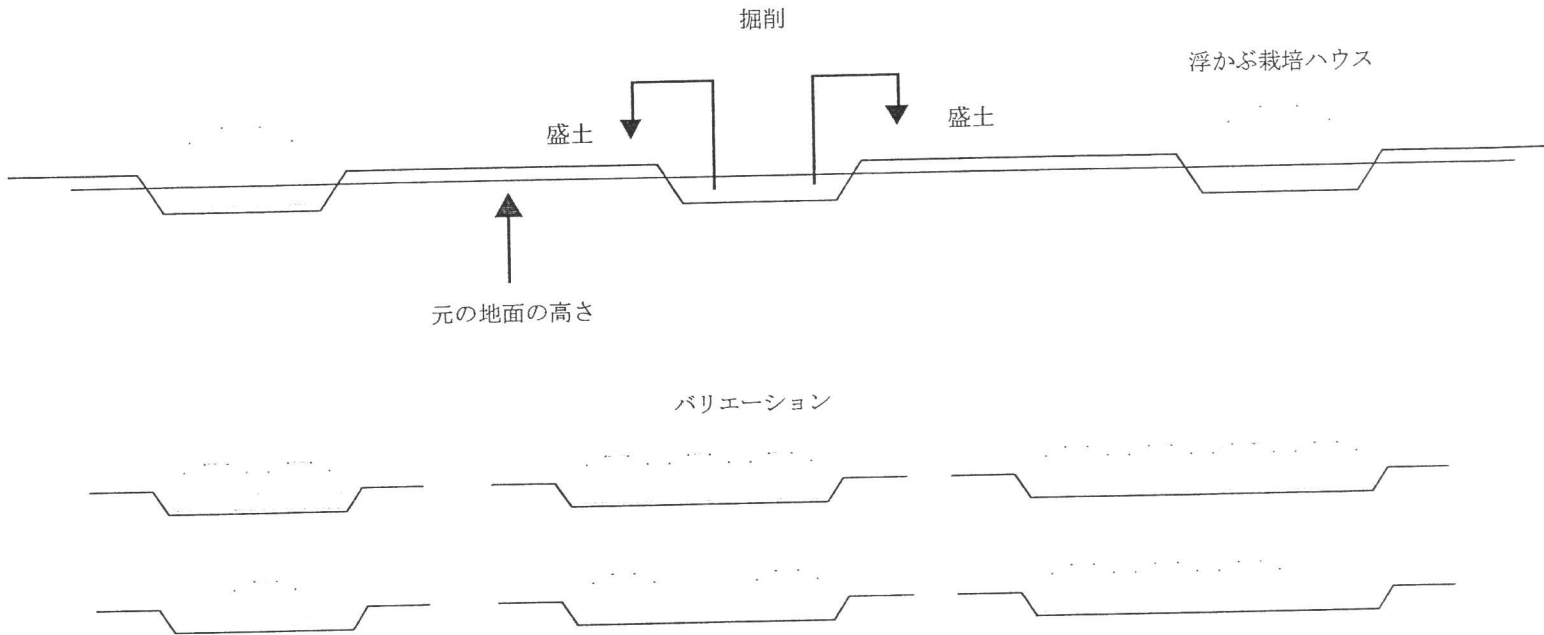 掘削
浮かぶ栽培ハウス
盛土
盛土
元の地面の高さ
バリエーション